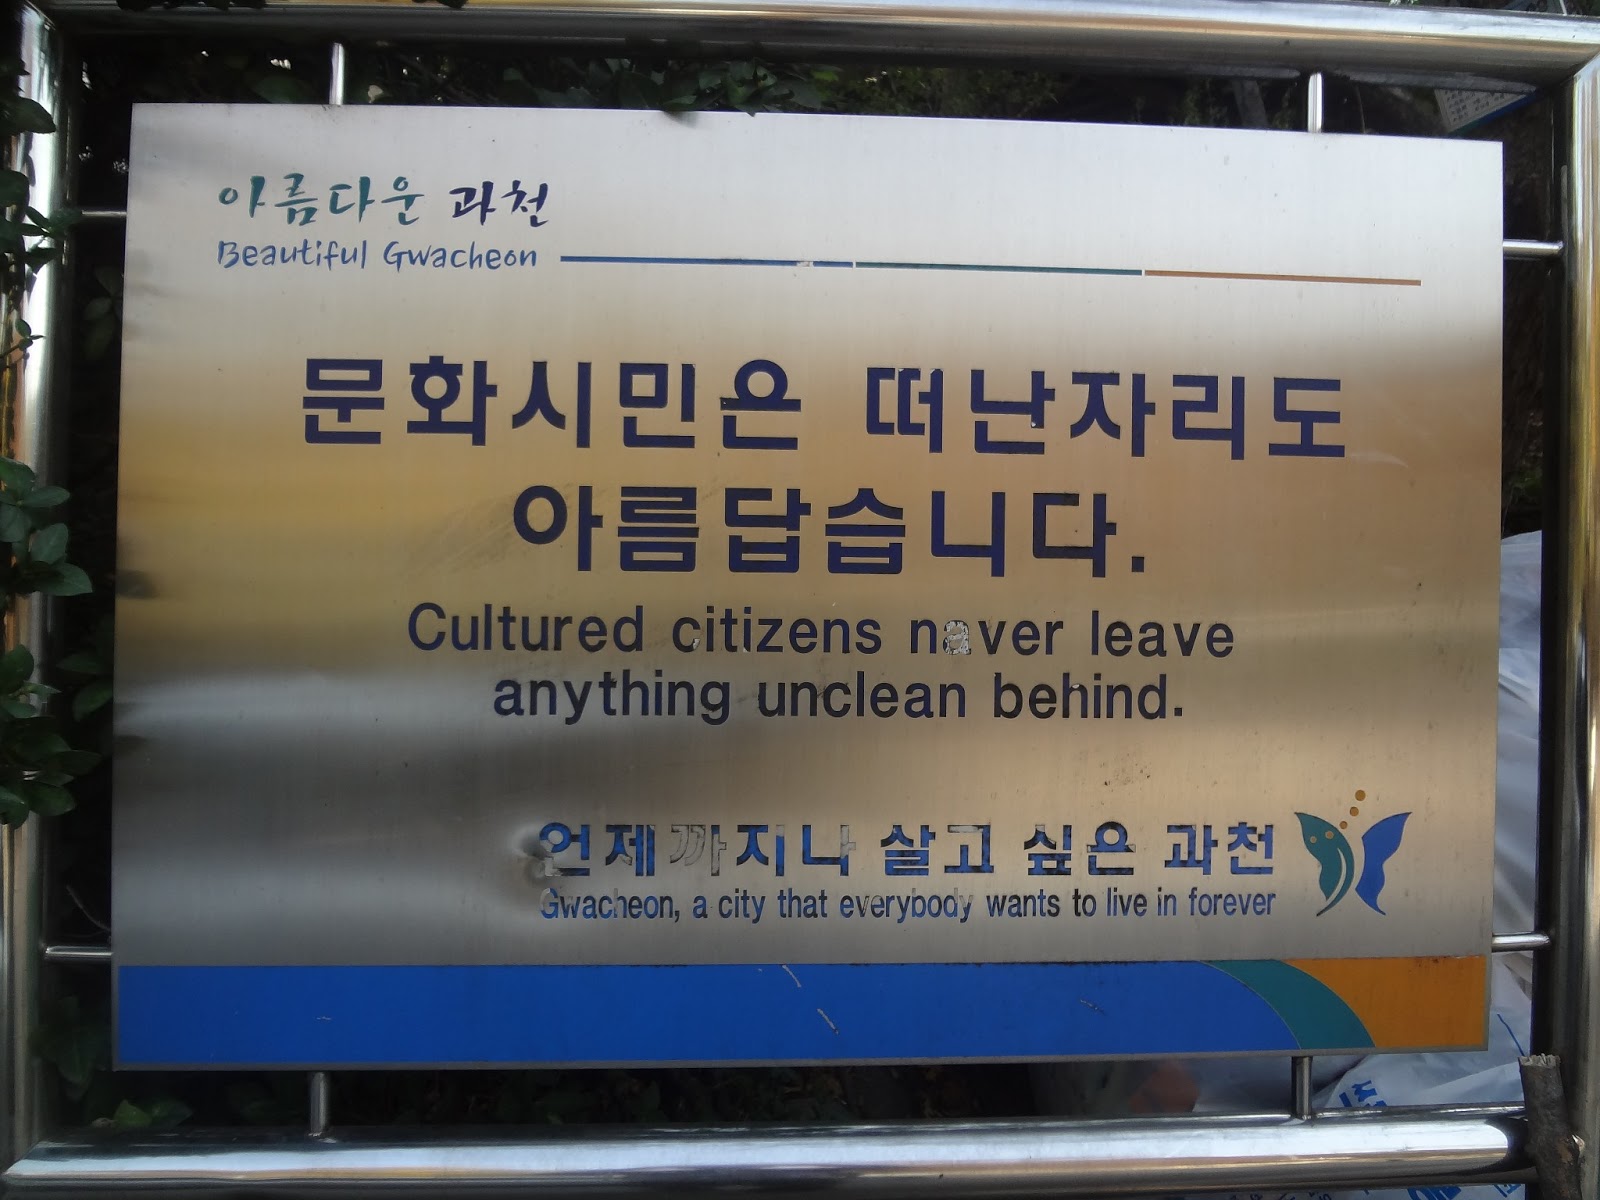 아름다운 과천
Beautiful Gwacheon
문화시민은 떠난자리도
아름답습니다.
Cultured citizens naver leave
anything unclean behind.
언제까지나 살고 싶은 과천
Gwacheon, a city that everybody wants to live in forever